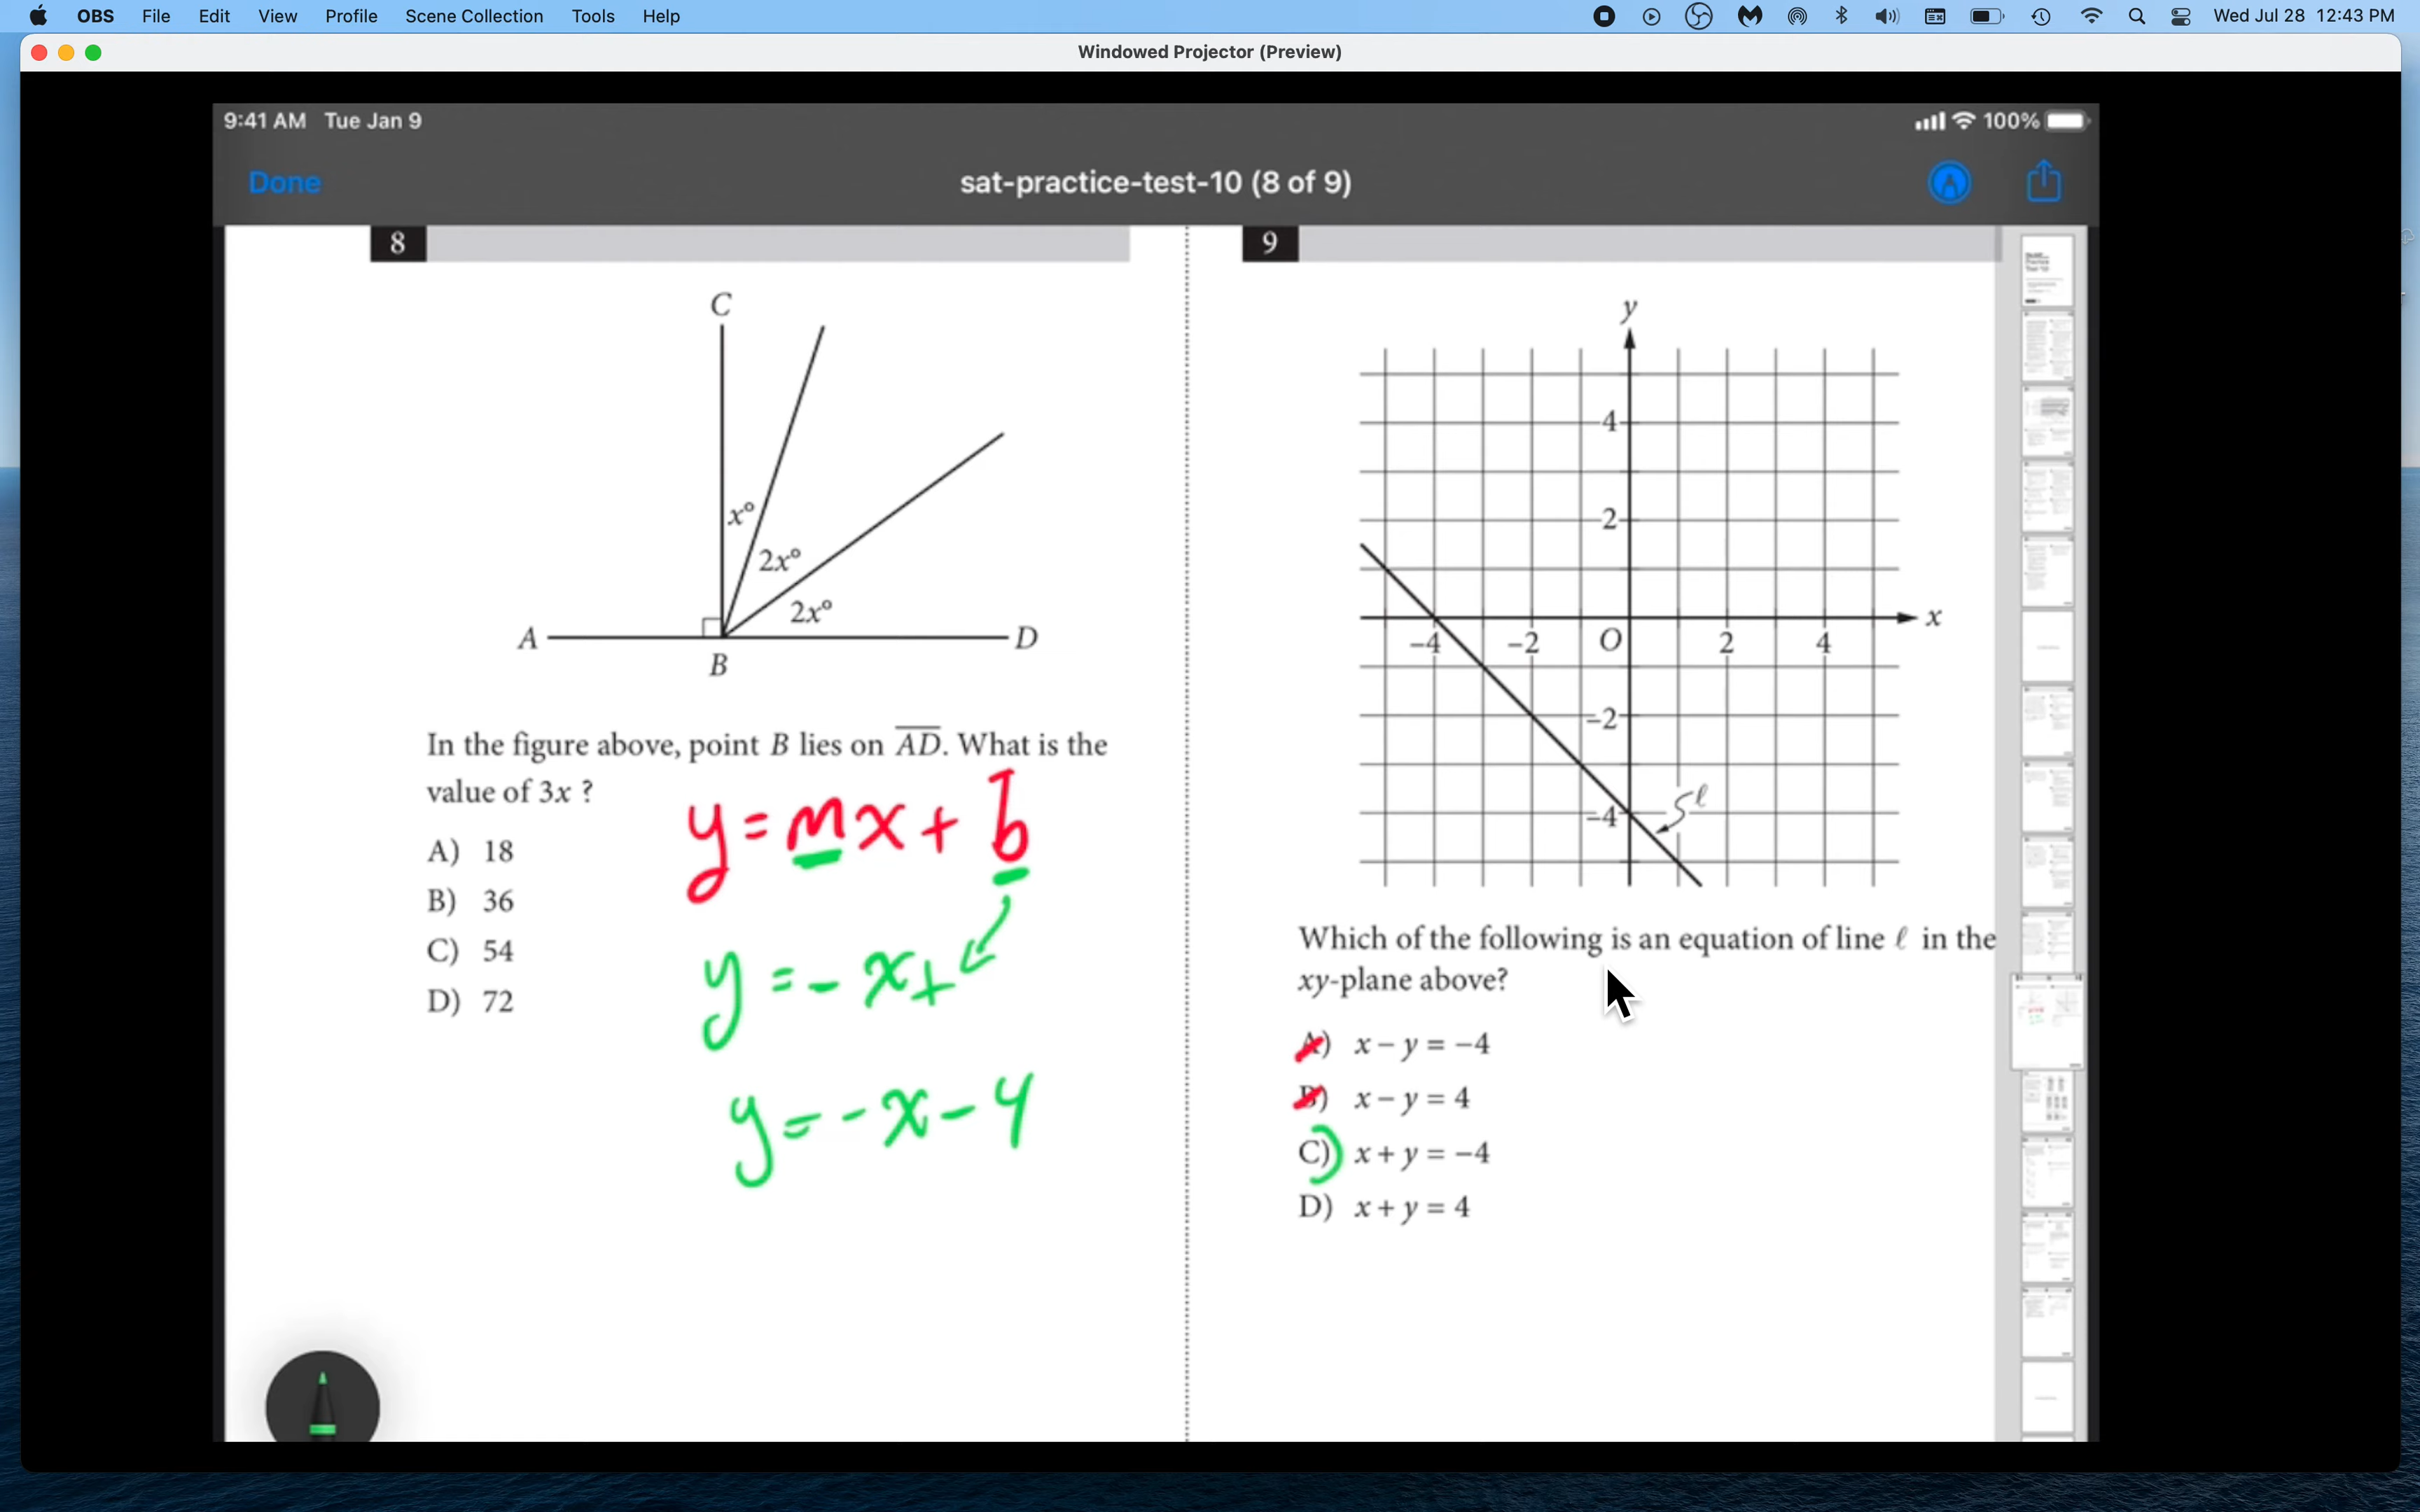 OBS File Edit View Profile Scene Collection Tools Help Wed Jul 28 12:43 PM
Windowed Projector (Preview)
9:41 AM Tue Jan 9 100%
Done sat-practice-test-10 (8 of 9)
8
C
x°
2x°
2x°
A D
B
In the figure above, point B lies on AD. What is the
value of 3x ?
A) 18
B) 36
C) 54
D) 72
y=mx+b
y=-x+
y=-x-4
9
y
4
2
x
-4 -2 O 2 4
-2
-4
ℓ
Which of the following is an equation of line ℓ in the
xy-plane above?
A) x − y = −4
B) x − y = 4
C) x + y = −4
D) x + y = 4